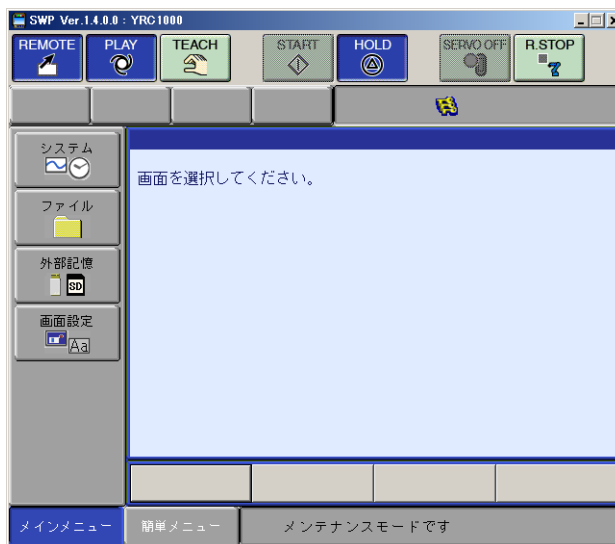 SWP Ver.1.4.0.0 : YRC1000
REMOTE PLAY TEACH START HOLD SERVO OFF R.STOP
システム
画面を選択してください。
ファイル
外部記憶
SD
画面設定
Aa
メインメニュー 簡単メニュー メンテナンスモードです